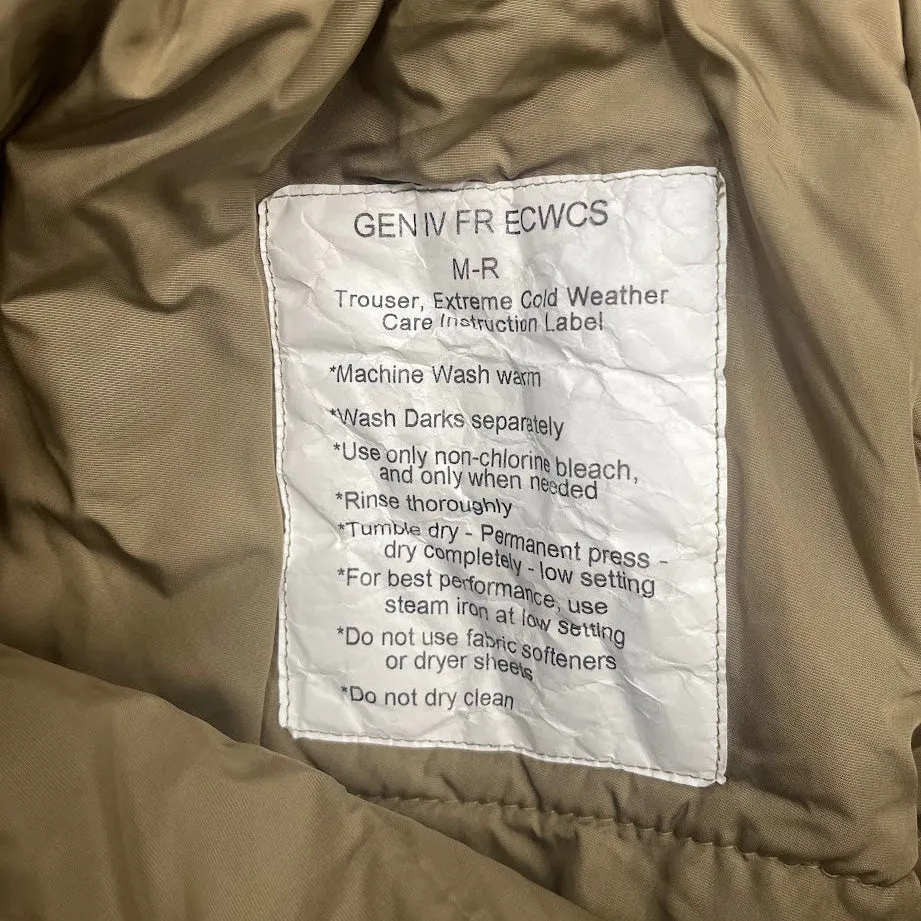 GEN IV FR ECWCS
M-R
Trouser, Extreme Cold Weather
Care Instruction Label
*Machine Wash warm
*Wash Darks separately
*Use only non-chlorine bleach,
and only when needed
*Rinse thoroughly
*Tumble dry - Permanent press -
dry completely - low setting
*For best performance, use
steam iron at low setting
*Do not use fabric softeners
or dryer sheets
*Do not dry clean